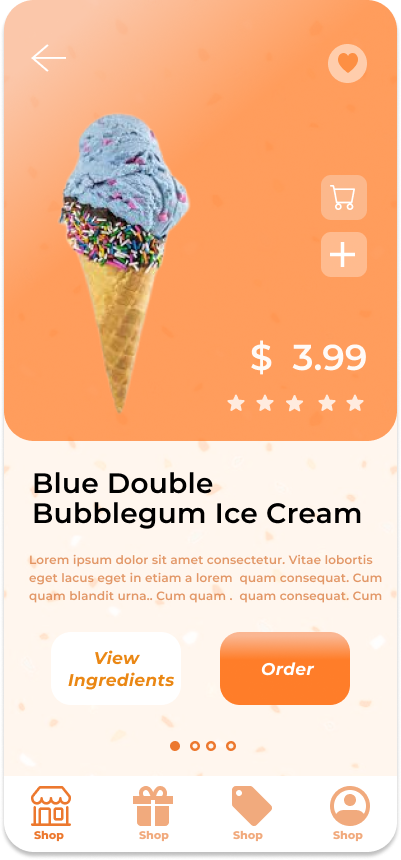 $ 3.99
Blue Double
Bubblegum Ice Cream
Lorem ipsum dolor sit amet consectetur. Vitae lobortis
eget lacus eget in etiam a lorem quam consequat. Cum
quam blandit urna.. Cum quam . quam consequat. Cum
View
Ingredients
Order
Shop
Shop
Shop
Shop